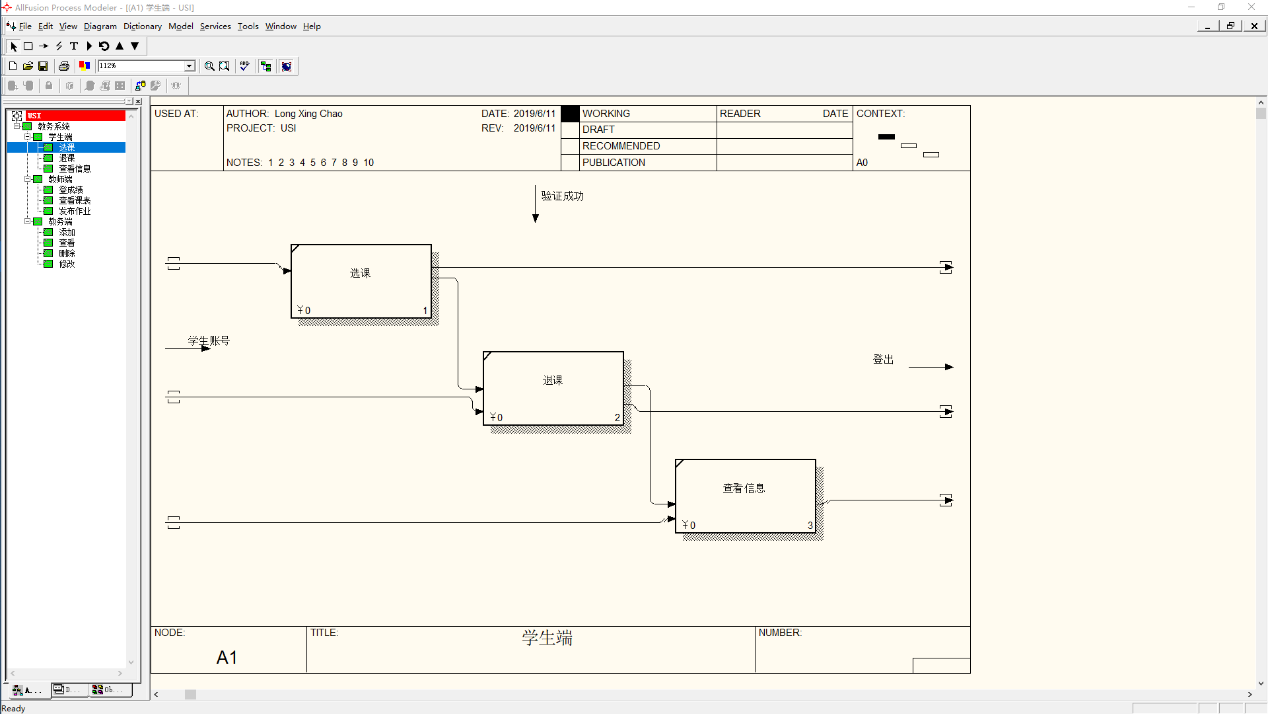 AllFusion Process Modeler - [(A1) 学生端 - USI]
File Edit View Diagram Dictionary Model Services Tools Window Help
112%
USI
教务系统
学生端
选课
退课
查看信息
教师端
登成绩
查看课表
发布作业
教务端
添加
查看
删除
修改
A...
D...
Ob...
Ready
USED AT:
AUTHOR: Long Xing Chao
DATE: 2019/6/11
PROJECT: USI
REV: 2019/6/11
NOTES: 1 2 3 4 5 6 7 8 9 10
WORKING
DRAFT
RECOMMENDED
PUBLICATION
READER DATE
CONTEXT:
A0
验证成功
选课
¥0 1
学生账号
退课
¥0 2
登出
查看信息
¥0 3
NODE:
A1
TITLE:
学生端
NUMBER: